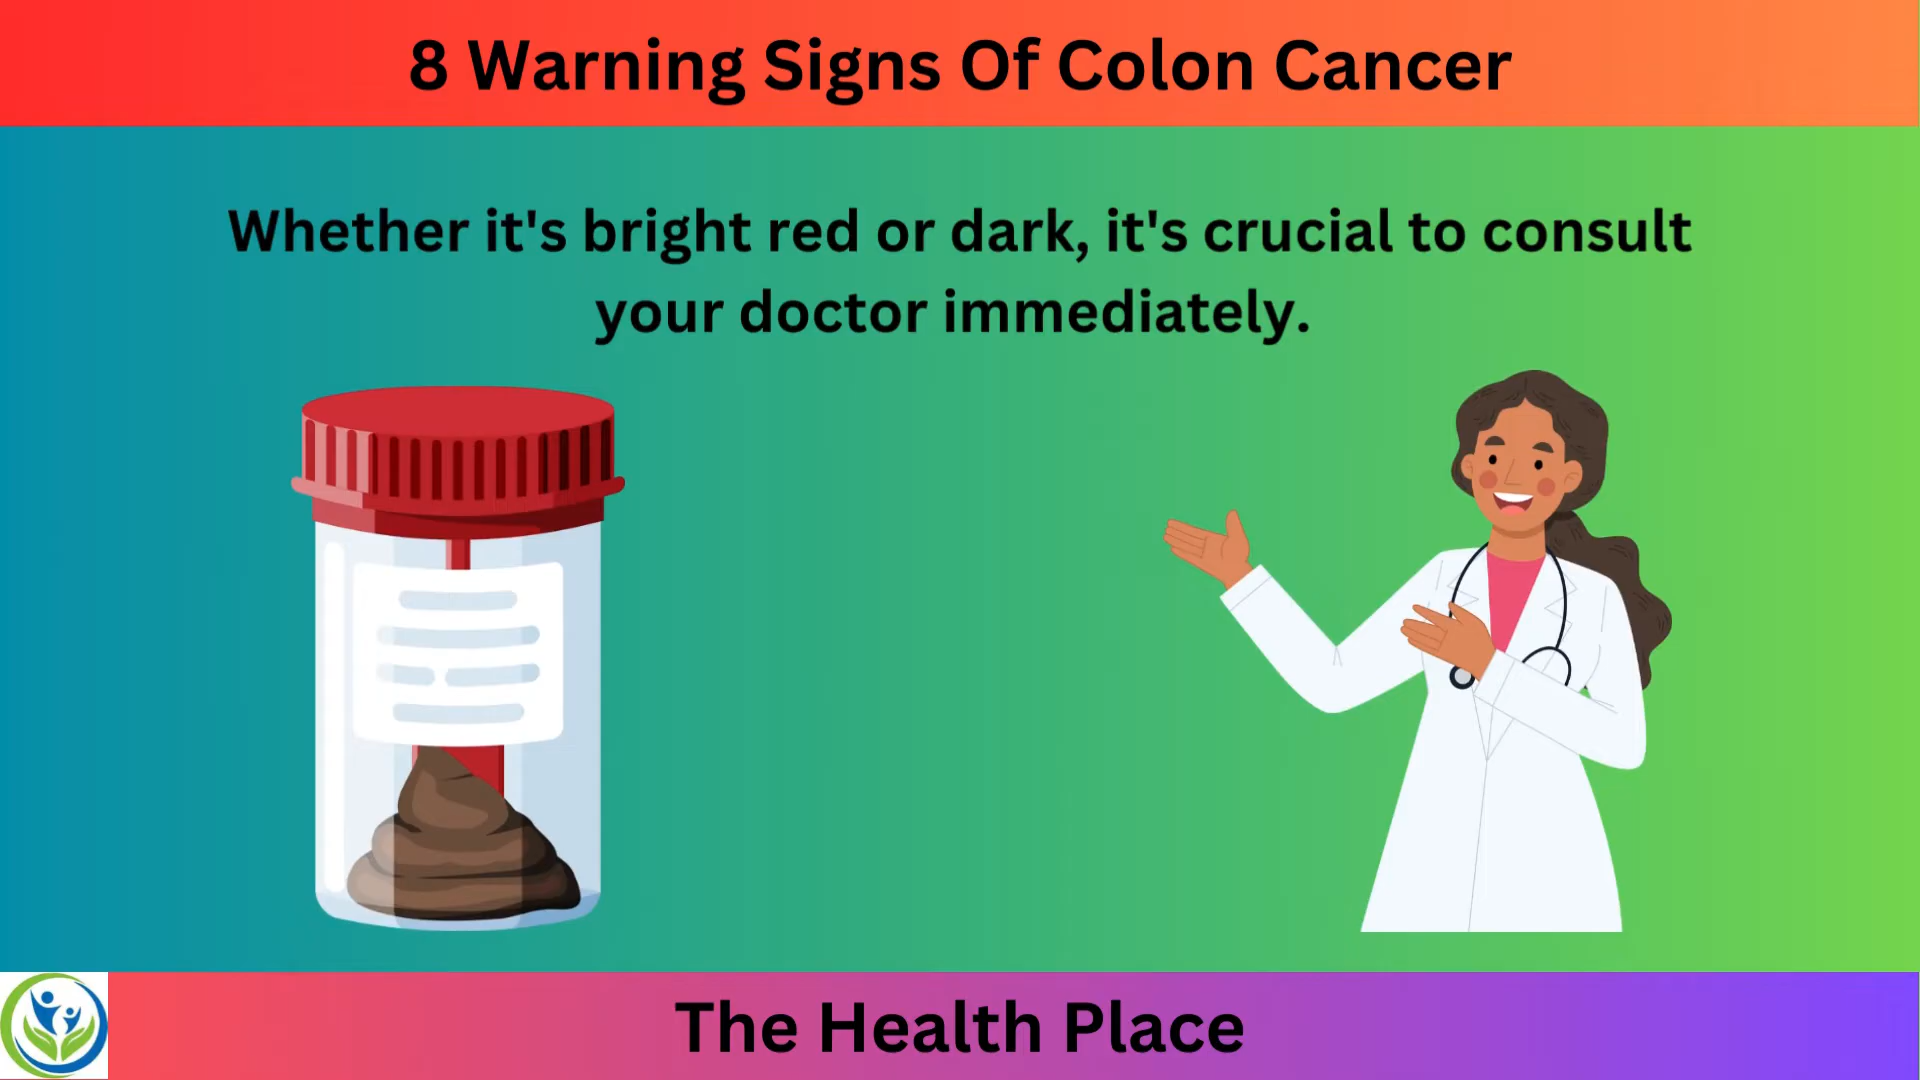 8 Warning Signs Of Colon Cancer
Whether it's bright red or dark, it's crucial to consult
your doctor immediately.
The Health Place